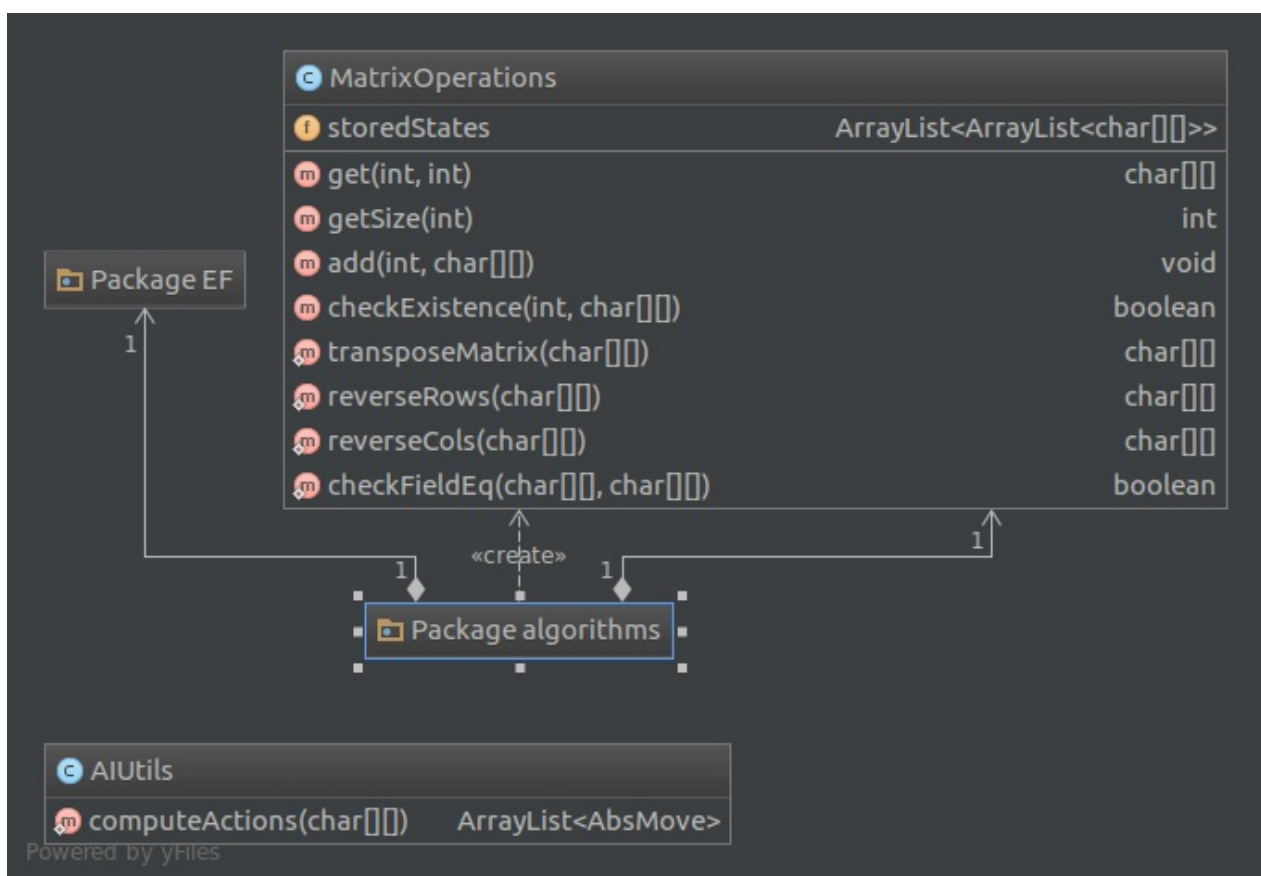 MatrixOperations
storedStates ArrayList<ArrayList<char[][]>>
get(int, int) char[][]
getSize(int) int
add(int, char[][]) void
checkExistence(int, char[][]) boolean
transposeMatrix(char[][]) char[][]
reverseRows(char[][]) char[][]
reverseCols(char[][]) char[][]
checkFieldEq(char[][], char[][]) boolean
Package EF
1
1
«create»
1
1
Package algorithms
AIUtils
computeActions(char[][]) ArrayList<AbsMove>
Powered by yFiles